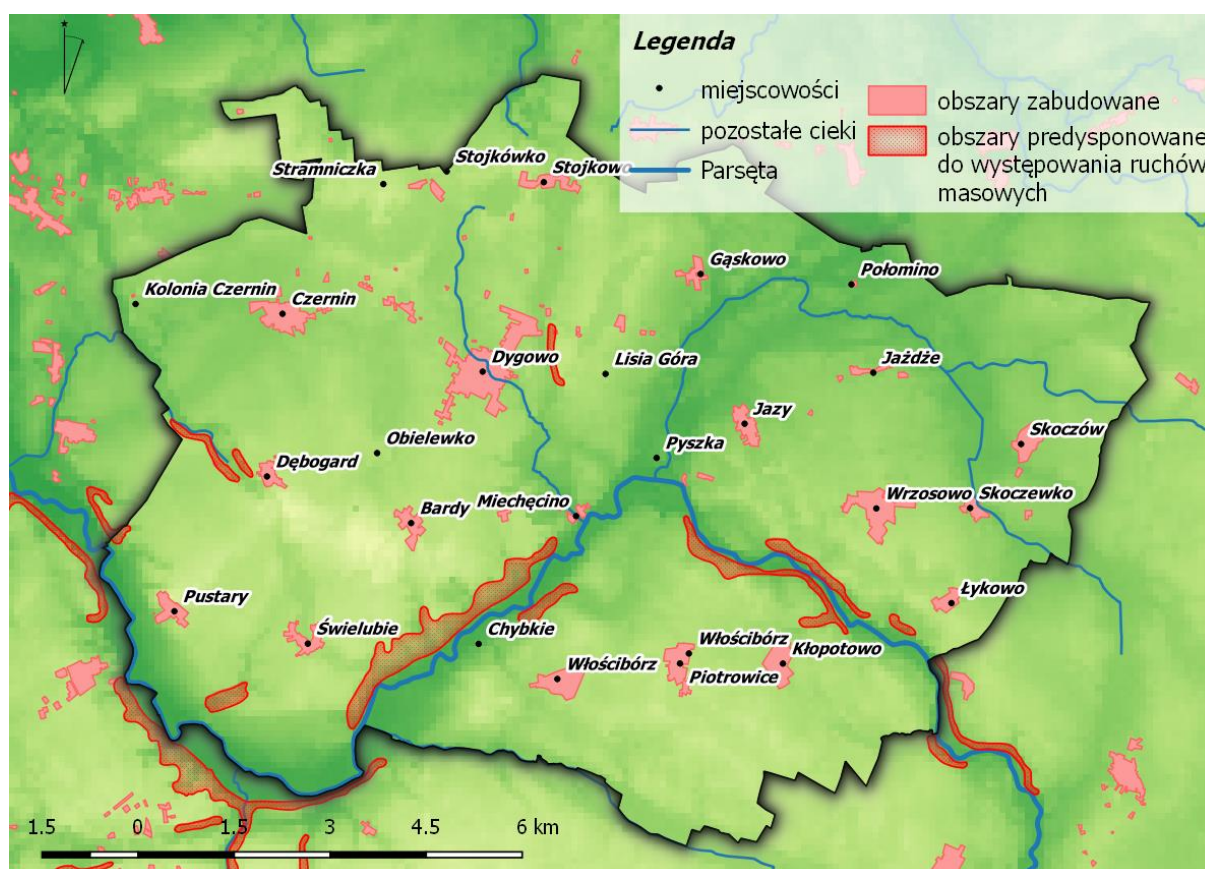 Legenda
miejscowości
pozostałe cieki
Parsęta
obszary zabudowane
obszary predysponowane
do występowania ruchów
masowych
Stojkówko
Stramniczka
Stojkowo
Gąskowo
Połomino
Kolonia Czernin
Czernin
Dygowo
Lisia Góra
Jażdże
Jazy
Skoczów
Obielewko
Pyszka
Dębogard
Bardy
Miechęcino
Wrzosowo
Skoczewko
Pustary
Łykowo
Świelubie
Chybkie
Włościbórz
Włościbórz
Kłopotowo
Piotrowice
1.5 0 1.5 3 4.5 6 km